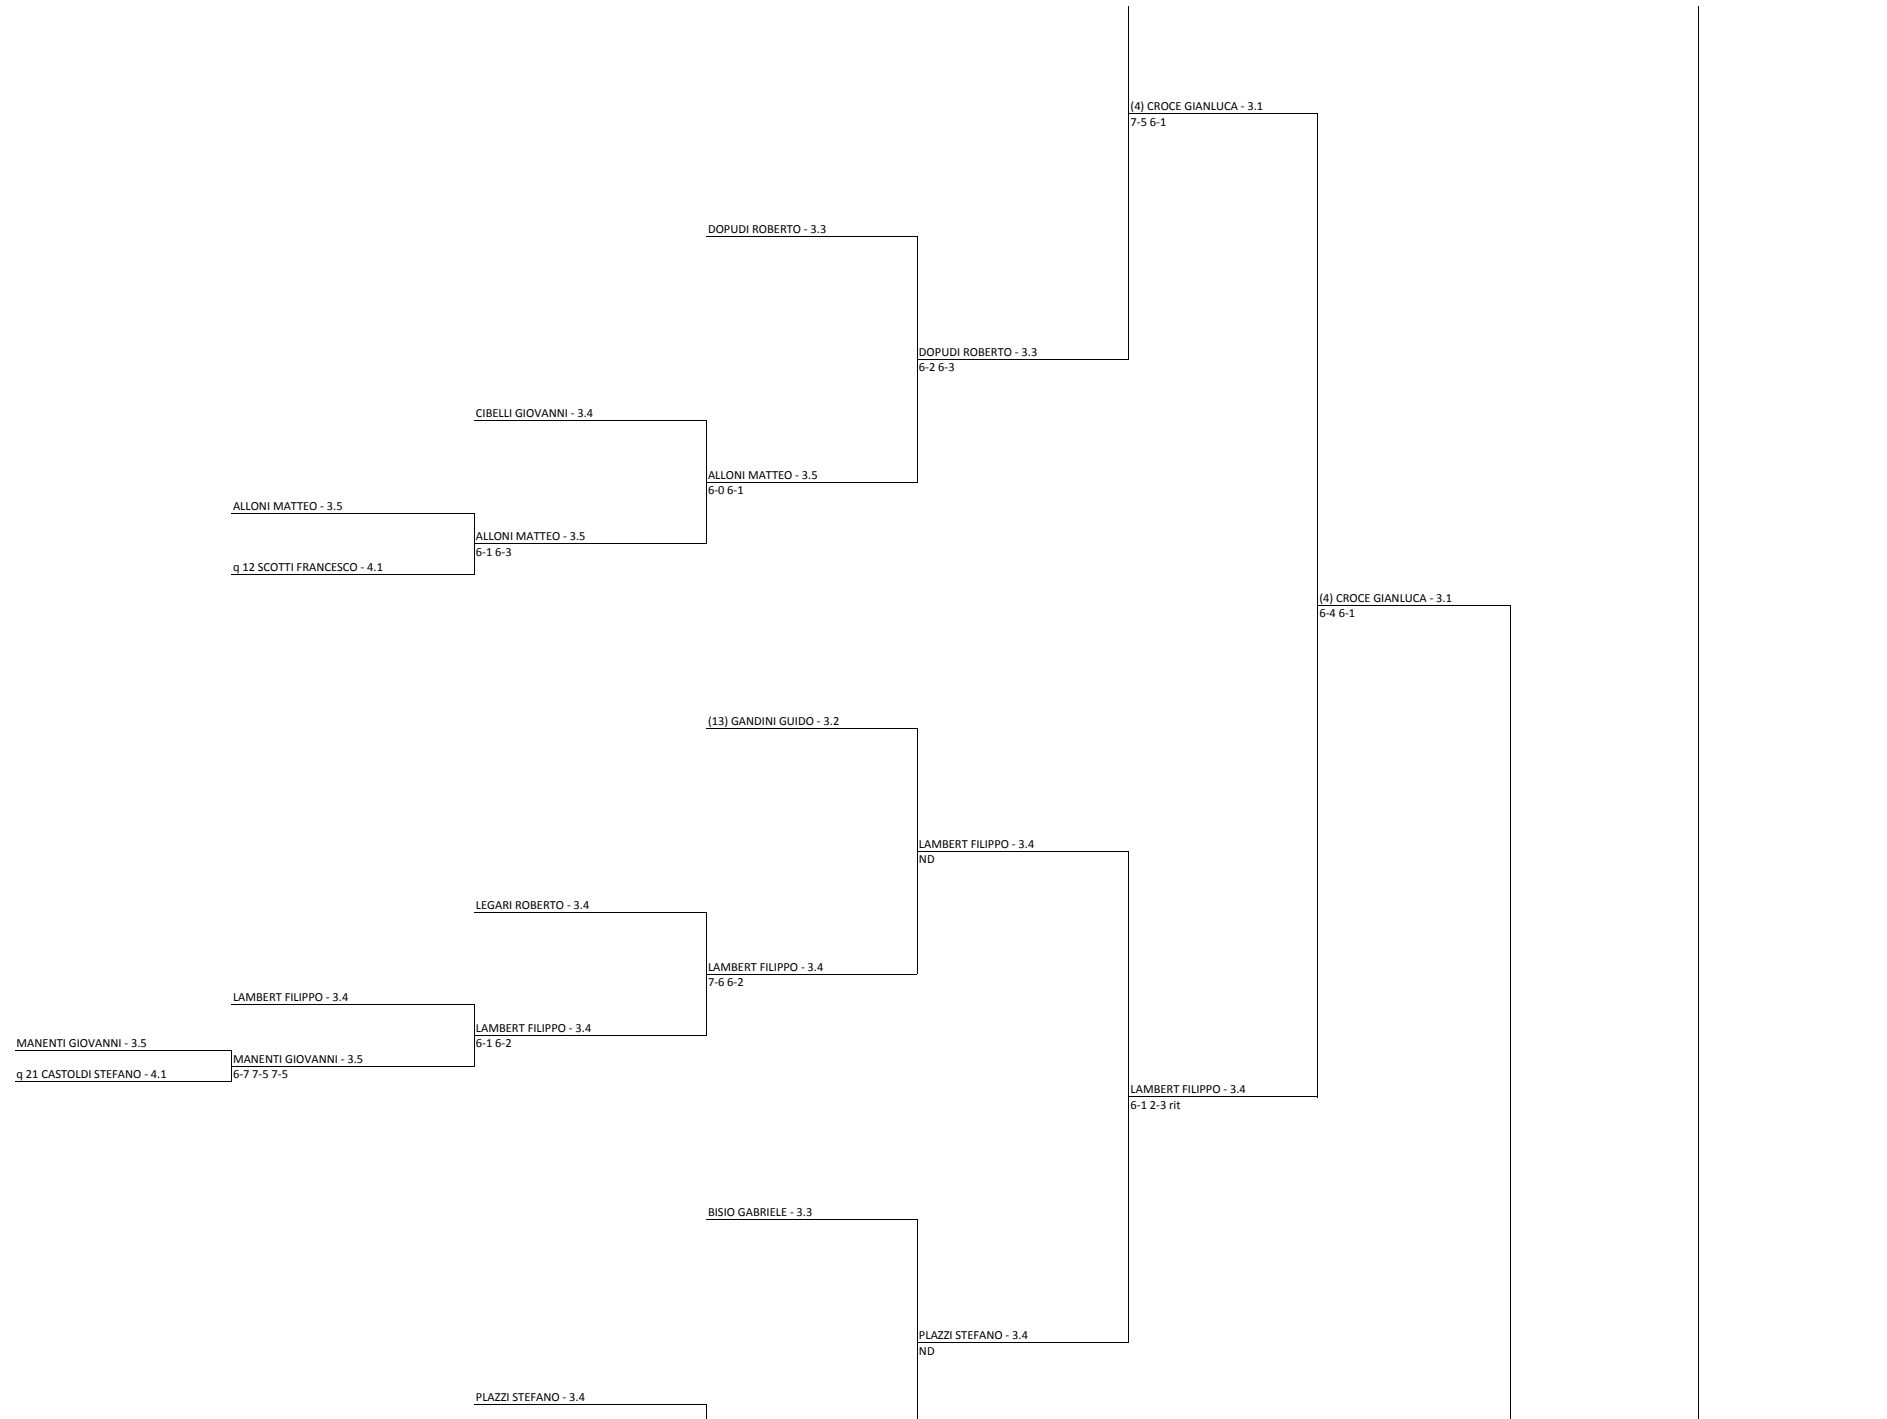 (4) CROCE GIANLUCA - 3.1
7-5 6-1
DOPUDI ROBERTO - 3.3
DOPUDI ROBERTO - 3.3
6-2 6-3
CIBELLI GIOVANNI - 3.4
ALLONI MATTEO - 3.5
6-0 6-1
ALLONI MATTEO - 3.5
ALLONI MATTEO - 3.5
6-1 6-3
q 12 SCOTTI FRANCESCO - 4.1
(4) CROCE GIANLUCA - 3.1
6-4 6-1
(13) GANDINI GUIDO - 3.2
LAMBERT FILIPPO - 3.4
ND
LEGARI ROBERTO - 3.4
LAMBERT FILIPPO - 3.4
7-6 6-2
LAMBERT FILIPPO - 3.4
LAMBERT FILIPPO - 3.4
6-1 6-2
MANENTI GIOVANNI - 3.5
MANENTI GIOVANNI - 3.5
6-7 7-5 7-5
q 21 CASTOLDI STEFANO - 4.1
LAMBERT FILIPPO - 3.4
6-1 2-3 rit
BISIO GABRIELE - 3.3
PLAZZI STEFANO - 3.4
ND
PLAZZI STEFANO - 3.4